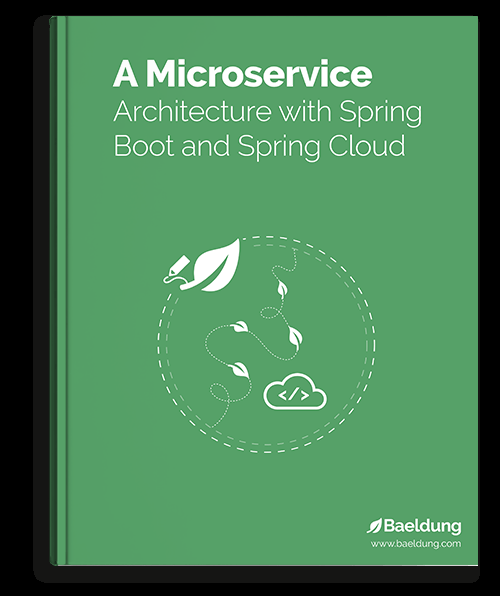 A Microservice
Architecture with Spring
Boot and Spring Cloud
</>
Baeldung
www.baeldung.com